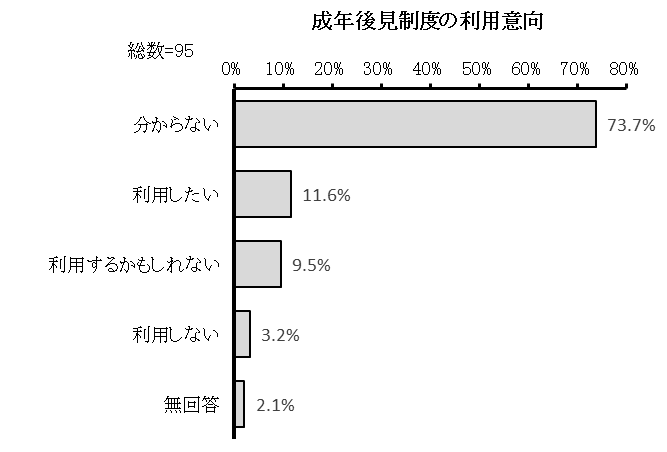 成年後見制度の利用意向
総数=95
0% 10% 20% 30% 40% 50% 60% 70% 80%
分からない 73.7%
利用したい 11.6%
利用するかもしれない 9.5%
利用しない 3.2%
無回答 2.1%